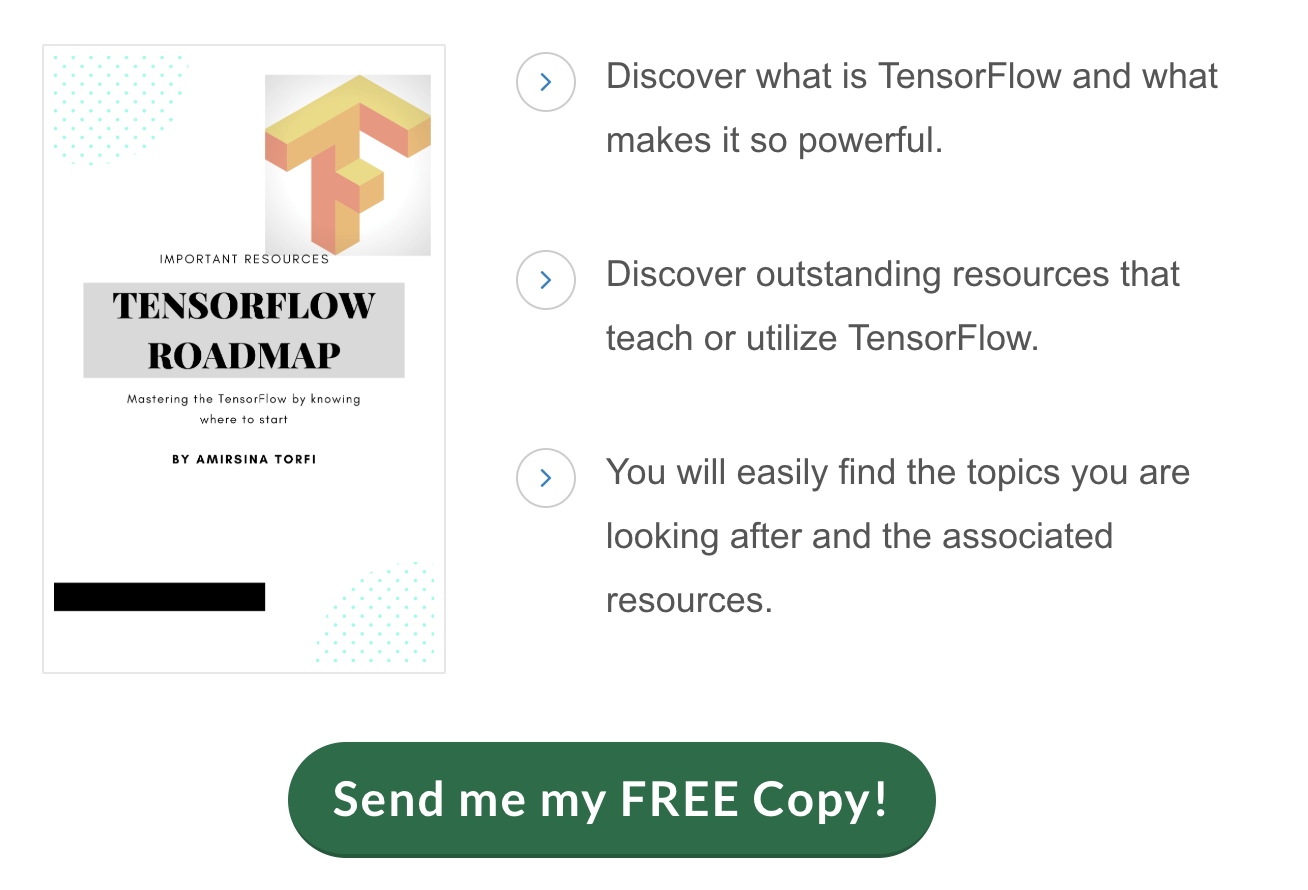 IMPORTANT RESOURCES
TENSORFLOW
ROADMAP
Mastering the TensorFlow by knowing
where to start
BY AMIRSINA TORFI
Discover what is TensorFlow and what
makes it so powerful.
Discover outstanding resources that
teach or utilize TensorFlow.
You will easily find the topics you are
looking after and the associated
resources.
Send me my FREE Copy!